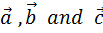 a⃗ , b⃗ and c⃗